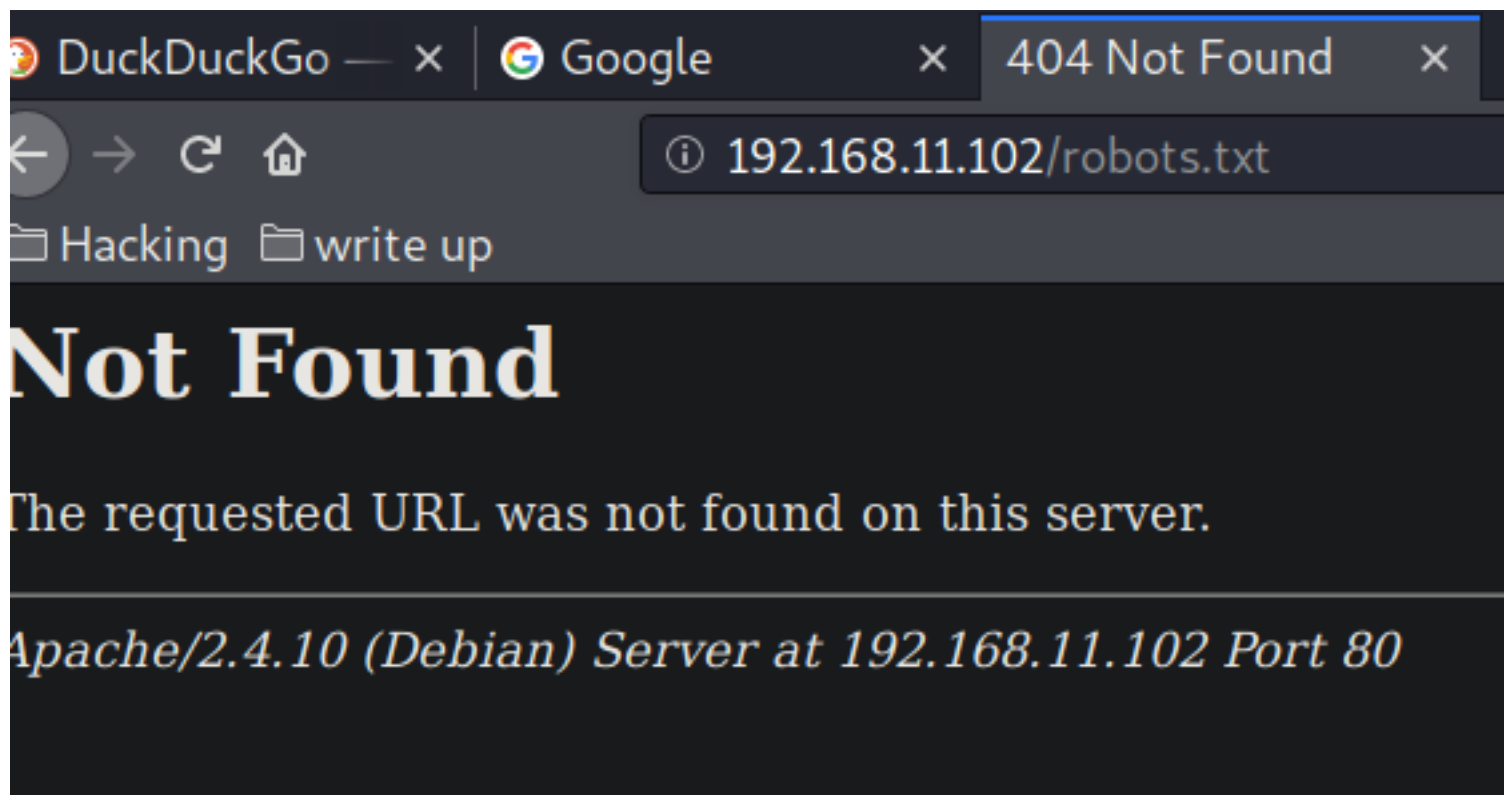 DuckDuckGo —
Google
404 Not Found
192.168.11.102/robots.txt
Hacking
write up
Not Found
The requested URL was not found on this server.
Apache/2.4.10 (Debian) Server at 192.168.11.102 Port 80